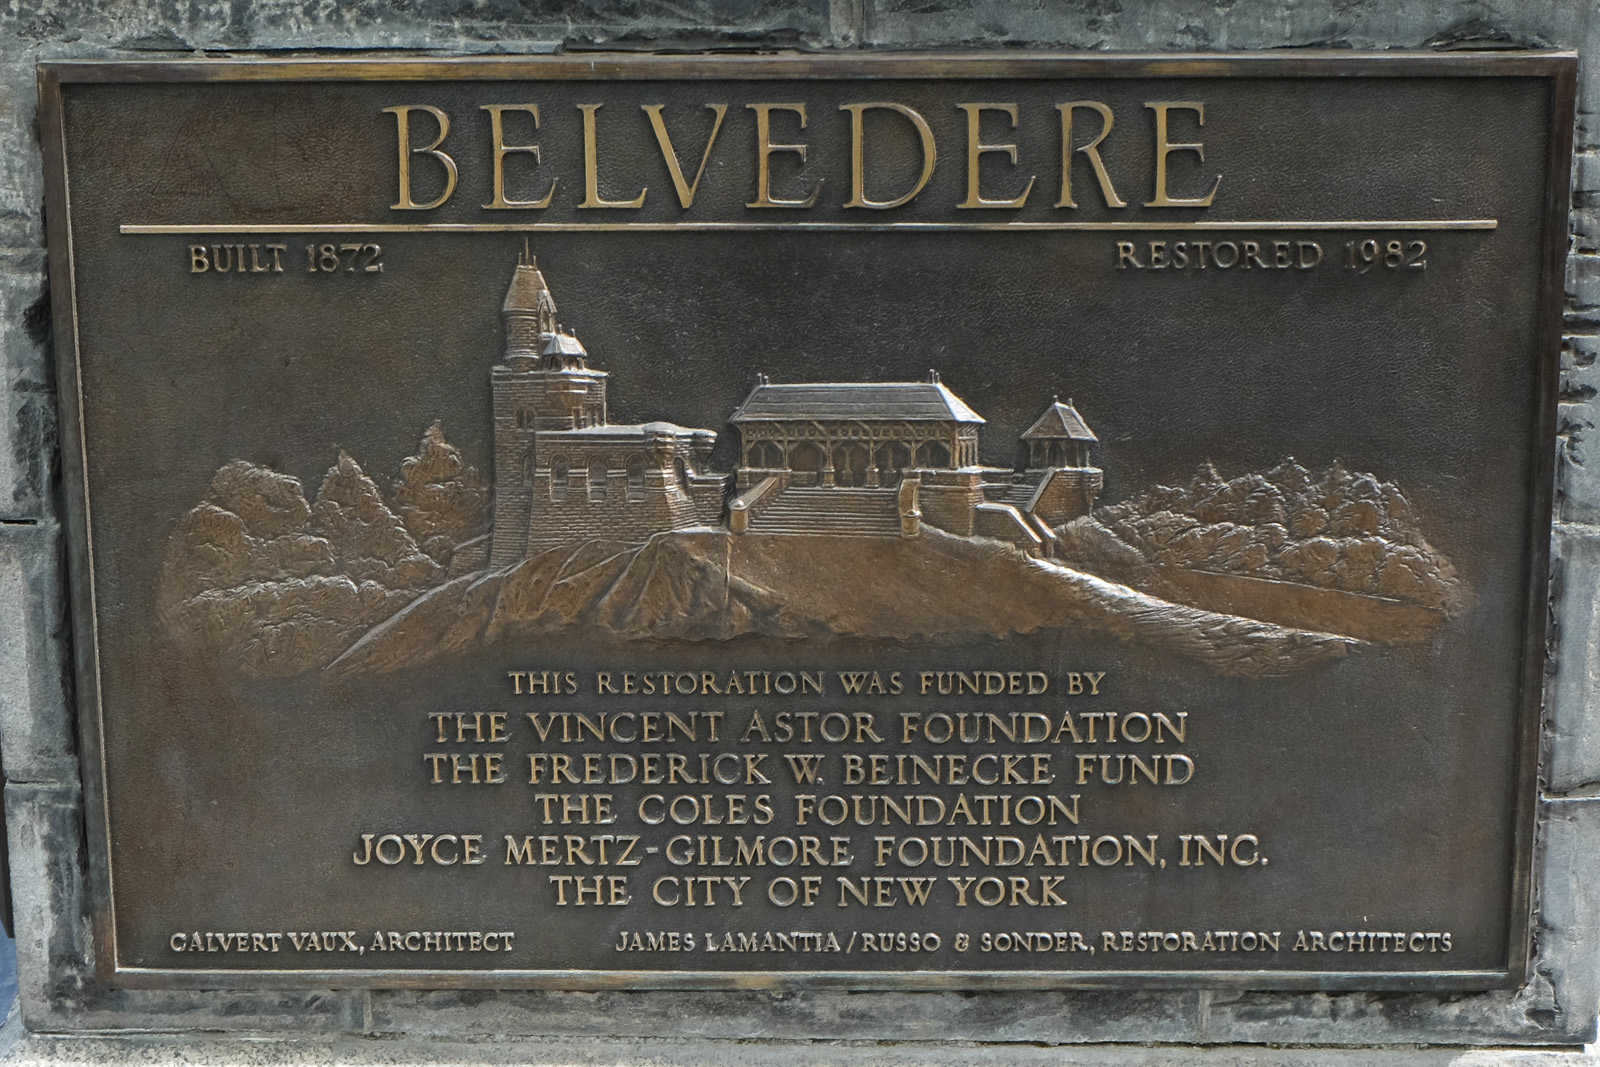 BELVEDERE
BUILT 1872 RESTORED 1982
THIS RESTORATION WAS FUNDED BY
THE VINCENT ASTOR FOUNDATION
THE FREDERICK W. BEINECKE FUND
THE COLES FOUNDATION
JOYCE MERTZ-GILMORE FOUNDATION, INC.
THE CITY OF NEW YORK
CALVERT VAUX, ARCHITECT JAMES LAMANTIA/RUSSO & SONDER, RESTORATION ARCHITECTS